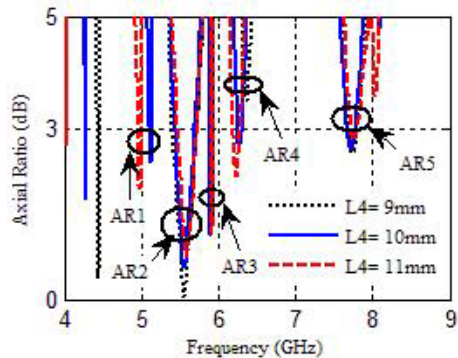 5
3
0
Axial Ratio (dB)
AR1
AR2
AR3
AR4
AR5
L4= 9mm
L4= 10mm
L4= 11mm
4 5 6 7 8 9
Frequency (GHz)